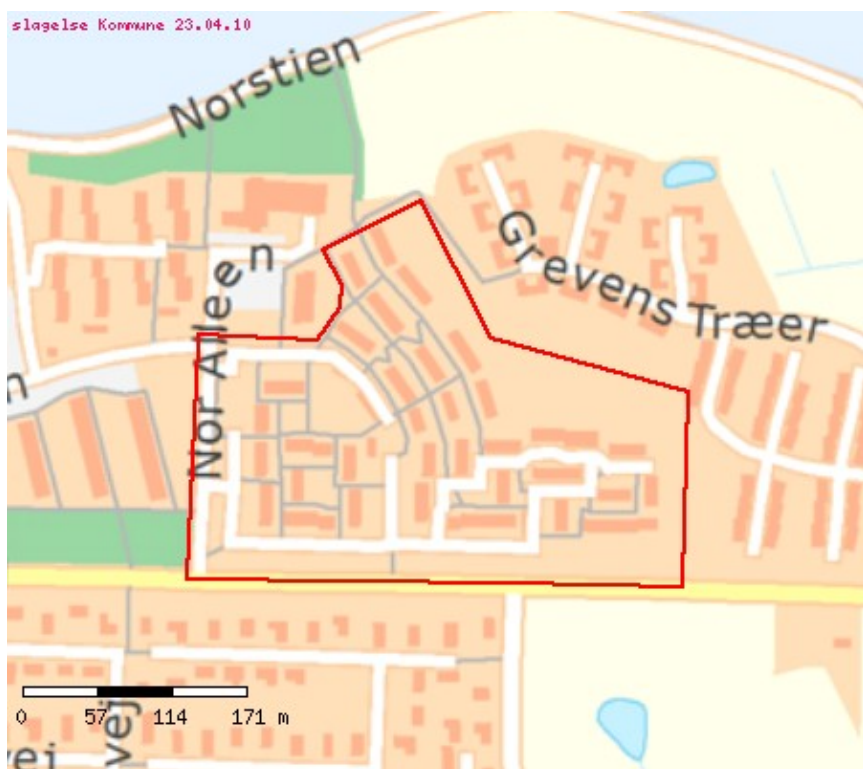 slagelse Kommune 23.04.10
Norstien
Grevens Træer
Nor Alleen
n
0 57 114 171 m
vej
vej